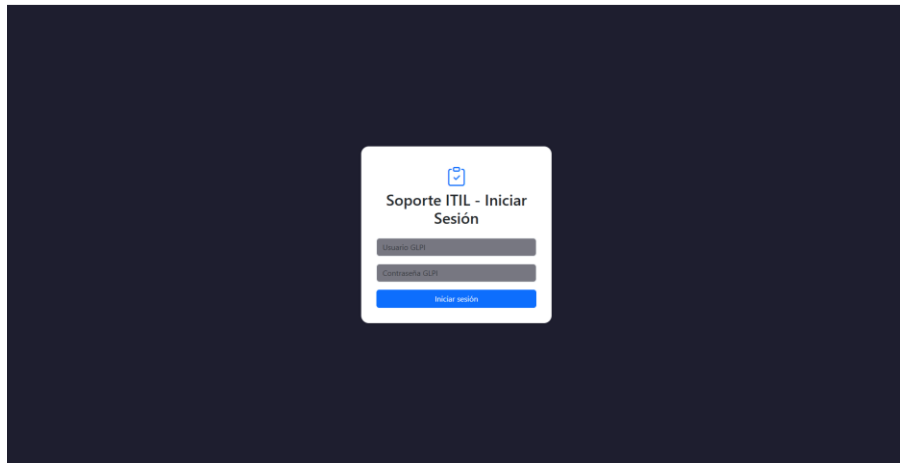 Soporte ITIL - Iniciar
Sesión
Usuario GLPI
Contraseña GLPI
Iniciar sesión